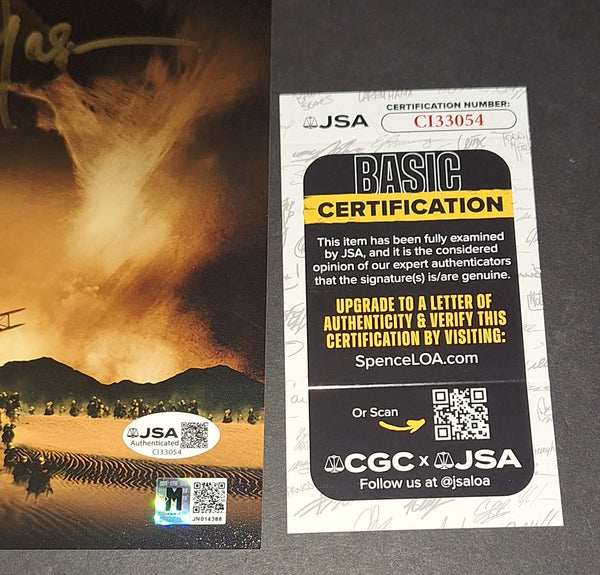 JSA
Authenticated
CI33054
JN014368
JSA
CERTIFICATION NUMBER:
CI33054
BASIC
CERTIFICATION
This item has been fully examined
by JSA, and it is the considered
opinion of our expert authenticators
that the signature(s) is/are genuine.
UPGRADE TO A LETTER OF
AUTHENTICITY & VERIFY THIS
CERTIFICATION BY VISITING:
SpenceLOA.com
Or Scan
CGC x JSA
Follow us at @jsaloa